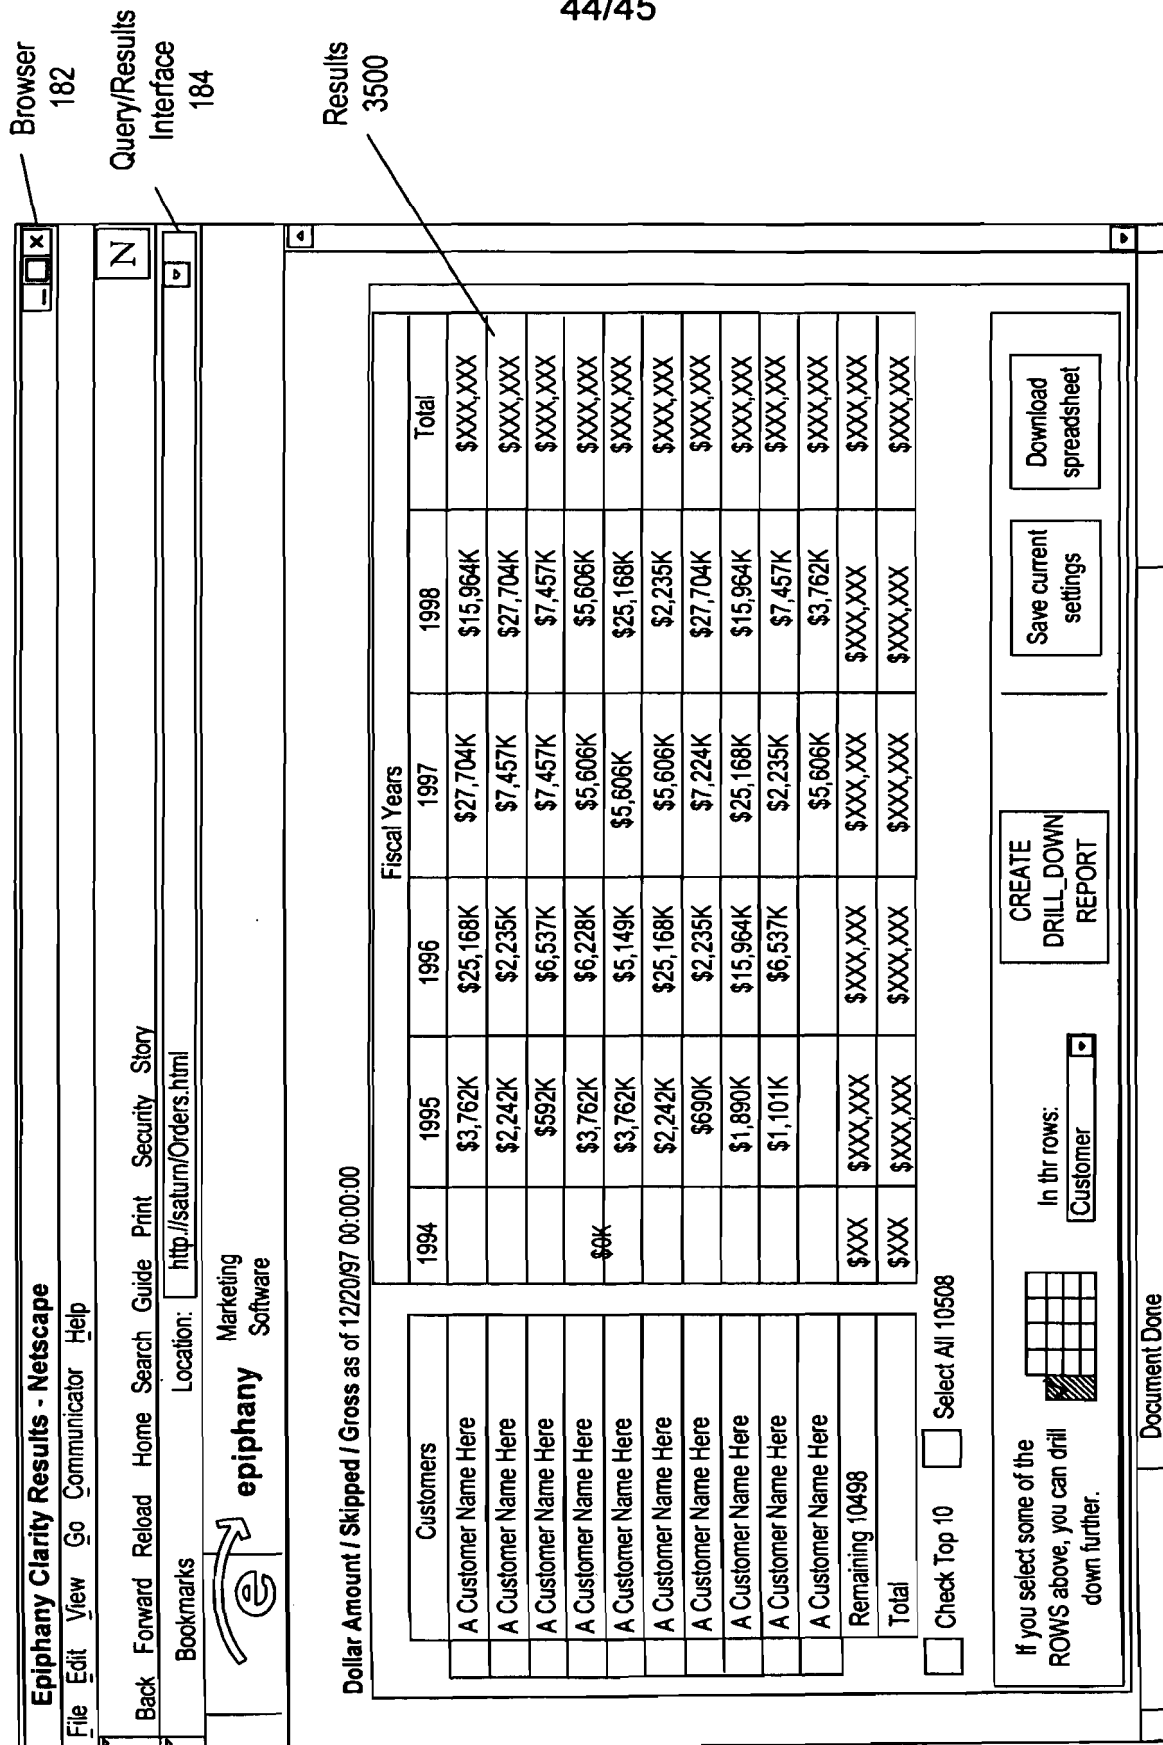 44/45
Browser
182
Query/Results
Interface
184
Results
3500
Epiphany Clarity Results - Netscape
File Edit View Go Communicator Help
N
Back Forward Reload Home Search Guide Print Security Story
Bookmarks Location: http://saturn/Orders.html
e epiphany Marketing
Software
Dollar Amount / Skipped / Gross as of 12/20/97 00:00:00
Fiscal Years
Customers 1994 1995 1996 1997 1998 Total
A Customer Name Here $3,762K $25,168K $27,704K $15,964K $XXX,XXX
A Customer Name Here $2,242K $2,235K $7,457K $27,704K $XXX,XXX
A Customer Name Here $592K $6,537K $7,457K $7,457K $XXX,XXX
A Customer Name Here $0K $3,762K $6,228K $5,606K $5,606K $XXX,XXX
A Customer Name Here $3,762K $5,149K $5,606K $25,168K $XXX,XXX
A Customer Name Here $2,242K $25,168K $5,606K $2,235K $XXX,XXX
A Customer Name Here $690K $2,235K $7,224K $27,704K $XXX,XXX
A Customer Name Here $1,890K $15,964K $25,168K $15,964K $XXX,XXX
A Customer Name Here $1,101K $6,537K $2,235K $7,457K $XXX,XXX
A Customer Name Here $5,606K $3,762K $XXX,XXX
Remaining 10498 $XXX $XXX,XXX $XXX,XXX $XXX,XXX $XXX,XXX $XXX,XXX
Total $XXX $XXX,XXX $XXX,XXX $XXX,XXX $XXX,XXX $XXX,XXX
Check Top 10 Select All 10508
If you select some of the
ROWS above, you can drill
down further.
In thr rows:
Customer
CREATE
DRILL_DOWN
REPORT
Save current
settings
Download
spreadsheet
Document Done